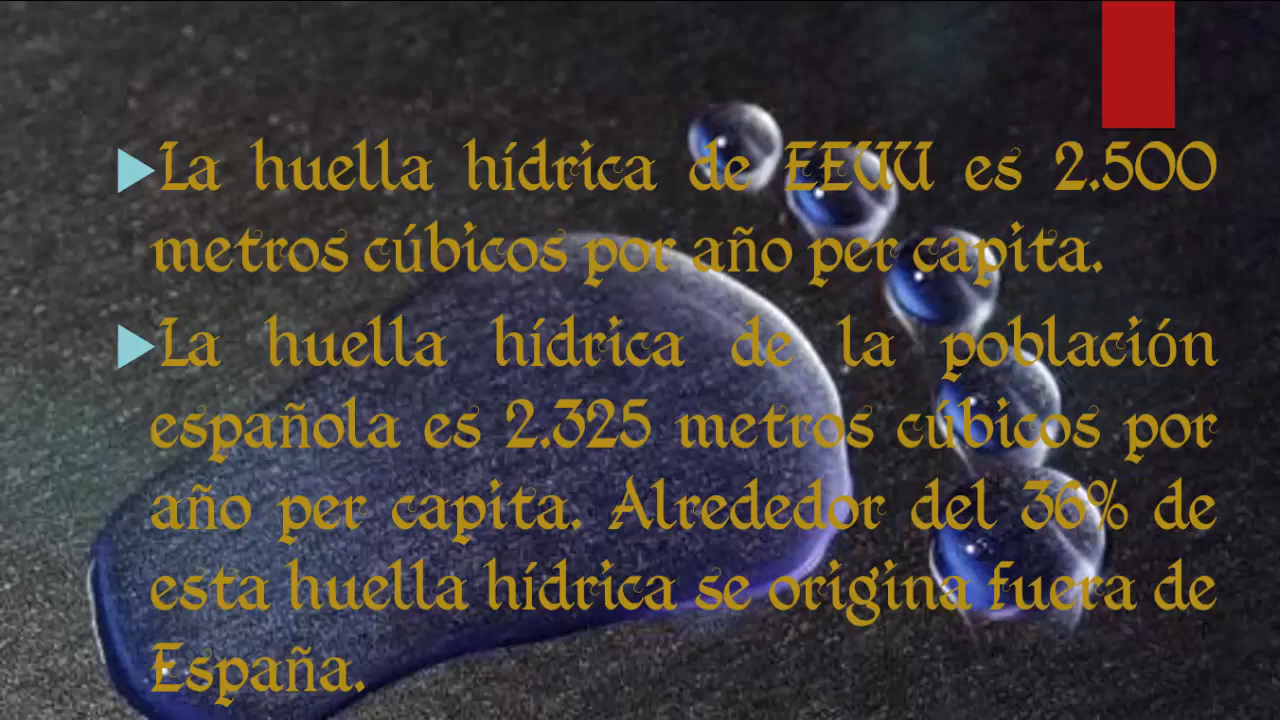 La huella hídrica de EEUU es 2.500
metros cúbicos por año per capita.
La huella hídrica de la población
española es 2.325 metros cúbicos por
año per capita. Alrededor del 36% de
esta huella hídrica se origina fuera de
España.